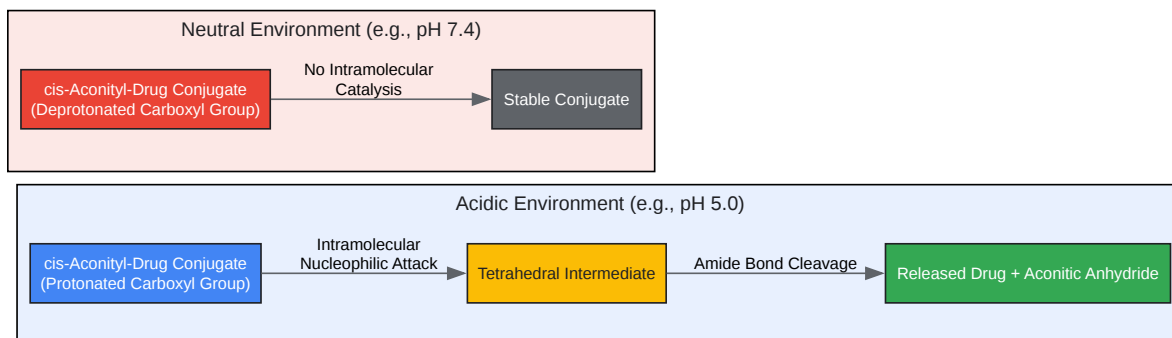 Neutral Environment (e.g., pH 7.4)
cis-Aconityl-Drug Conjugate
(Deprotonated Carboxyl Group)
No Intramolecular
Catalysis
Stable Conjugate
Acidic Environment (e.g., pH 5.0)
cis-Aconityl-Drug Conjugate
(Protonated Carboxyl Group)
Intramolecular
Nucleophilic Attack
Tetrahedral Intermediate
Amide Bond Cleavage
Released Drug + Aconitic Anhydride